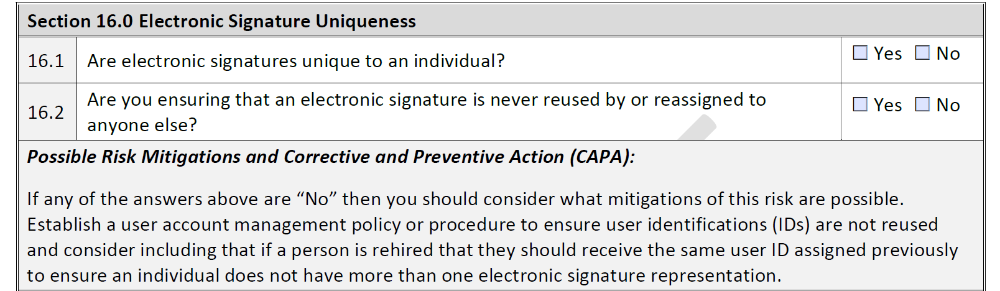 Section 16.0 Electronic Signature Uniqueness
16.1 Are electronic signatures unique to an individual? Yes No
16.2 Are you ensuring that an electronic signature is never reused by or reassigned to
anyone else? Yes No
Possible Risk Mitigations and Corrective and Preventive Action (CAPA):
If any of the answers above are “No” then you should consider what mitigations of this risk are possible.
Establish a user account management policy or procedure to ensure user identifications (IDs) are not reused
and consider including that if a person is rehired that they should receive the same user ID assigned previously
to ensure an individual does not have more than one electronic signature representation.